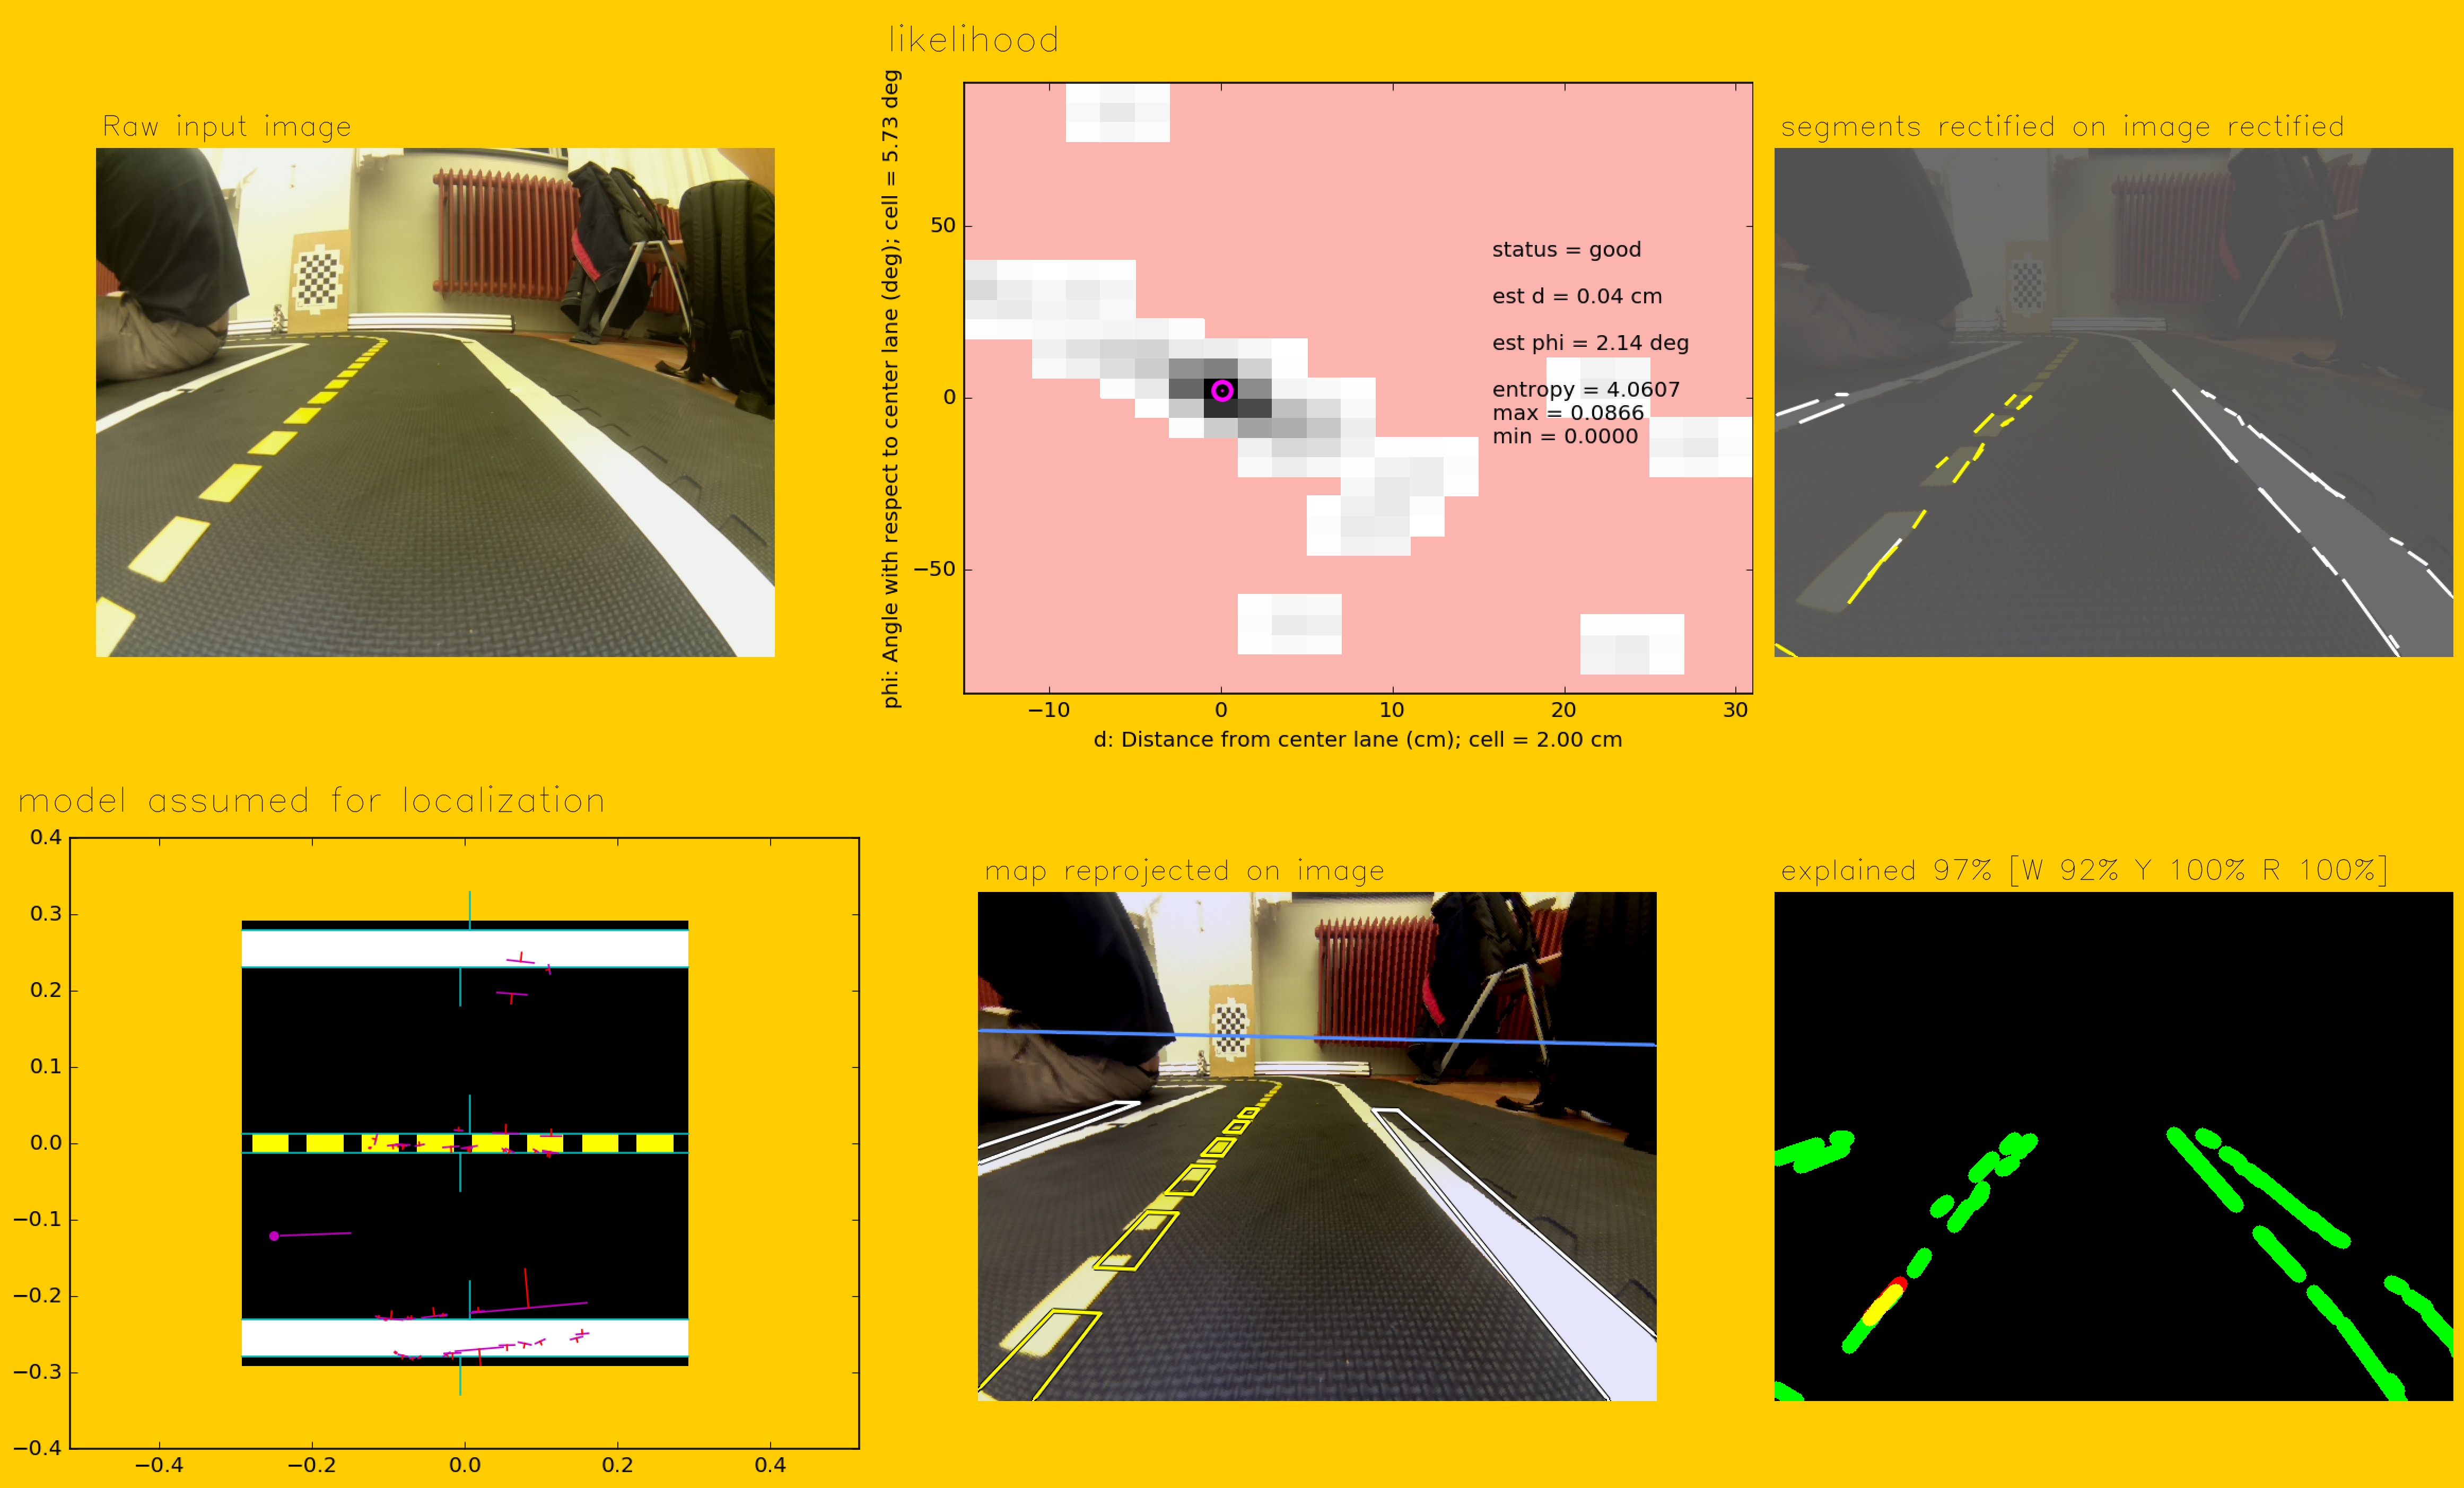 likelihood
Raw input image
segments rectified on image rectified
phi: Angle with respect to center lane (deg); cell = 5.73 deg
50
0
−50
status = good
est d = 0.04 cm
est phi = 2.14 deg
entropy = 4.0607
max = 0.0866
min = 0.0000
−10
0
10
20
30
d: Distance from center lane (cm); cell = 2.00 cm
model assumed for localization
0.4
0.3
0.2
0.1
0.0
−0.1
−0.2
−0.3
−0.4
−0.4
−0.2
0.0
0.2
0.4
map reprojected on image
explained 97% [W 92% Y 100% R 100%]